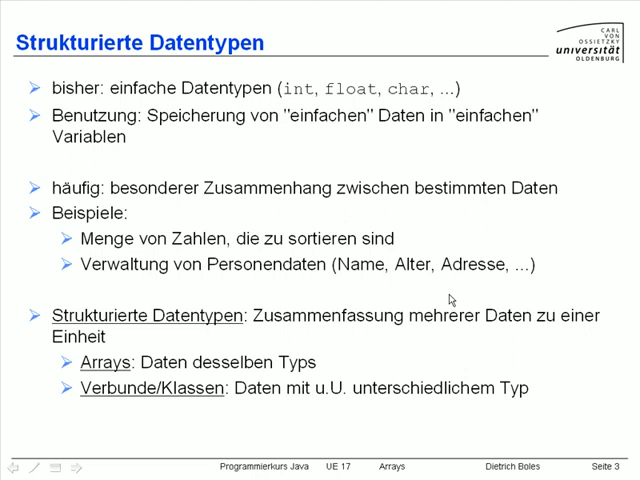 Strukturierte Datentypen
CARL
VON
OSSIETZKY
universität
OLDENBURG
bisher: einfache Datentypen (int, float, char, ...)
Benutzung: Speicherung von "einfachen" Daten in "einfachen"
Variablen
häufig: besonderer Zusammenhang zwischen bestimmten Daten
Beispiele:
Menge von Zahlen, die zu sortieren sind
Verwaltung von Personendaten (Name, Alter, Adresse, ...)
Strukturierte Datentypen: Zusammenfassung mehrerer Daten zu einer
Einheit
Arrays: Daten desselben Typs
Verbunde/Klassen: Daten mit u.U. unterschiedlichem Typ
Programmierkurs Java UE 17 Arrays Dietrich Boles Seite 3